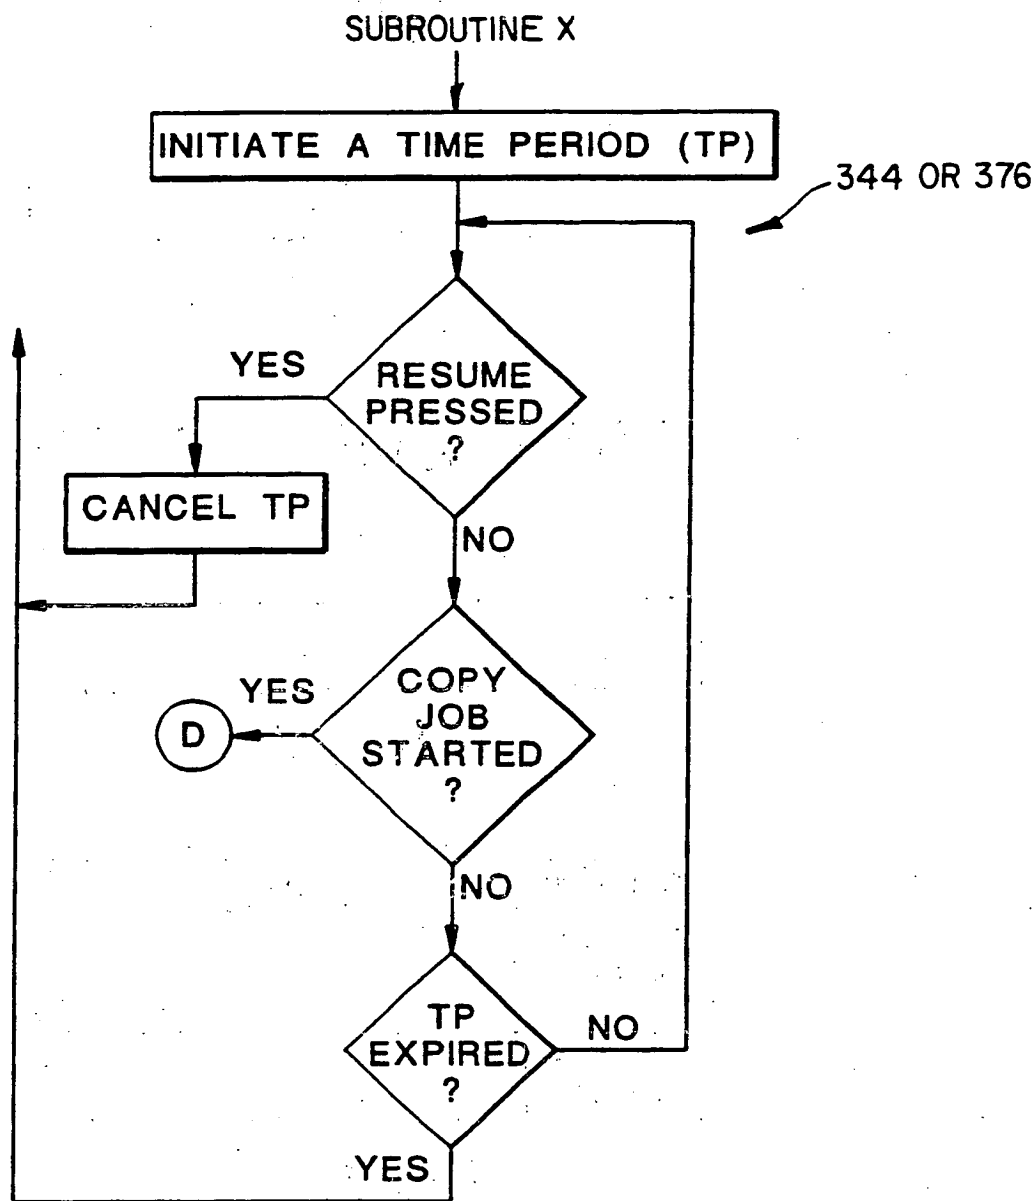 SUBROUTINE X
INITIATE A TIME PERIOD (TP)
344 OR 376
YES
RESUME
PRESSED
?
CANCEL TP
NO
YES
COPY
JOB
STARTED
?
D
NO
TP
EXPIRED
?
NO
YES